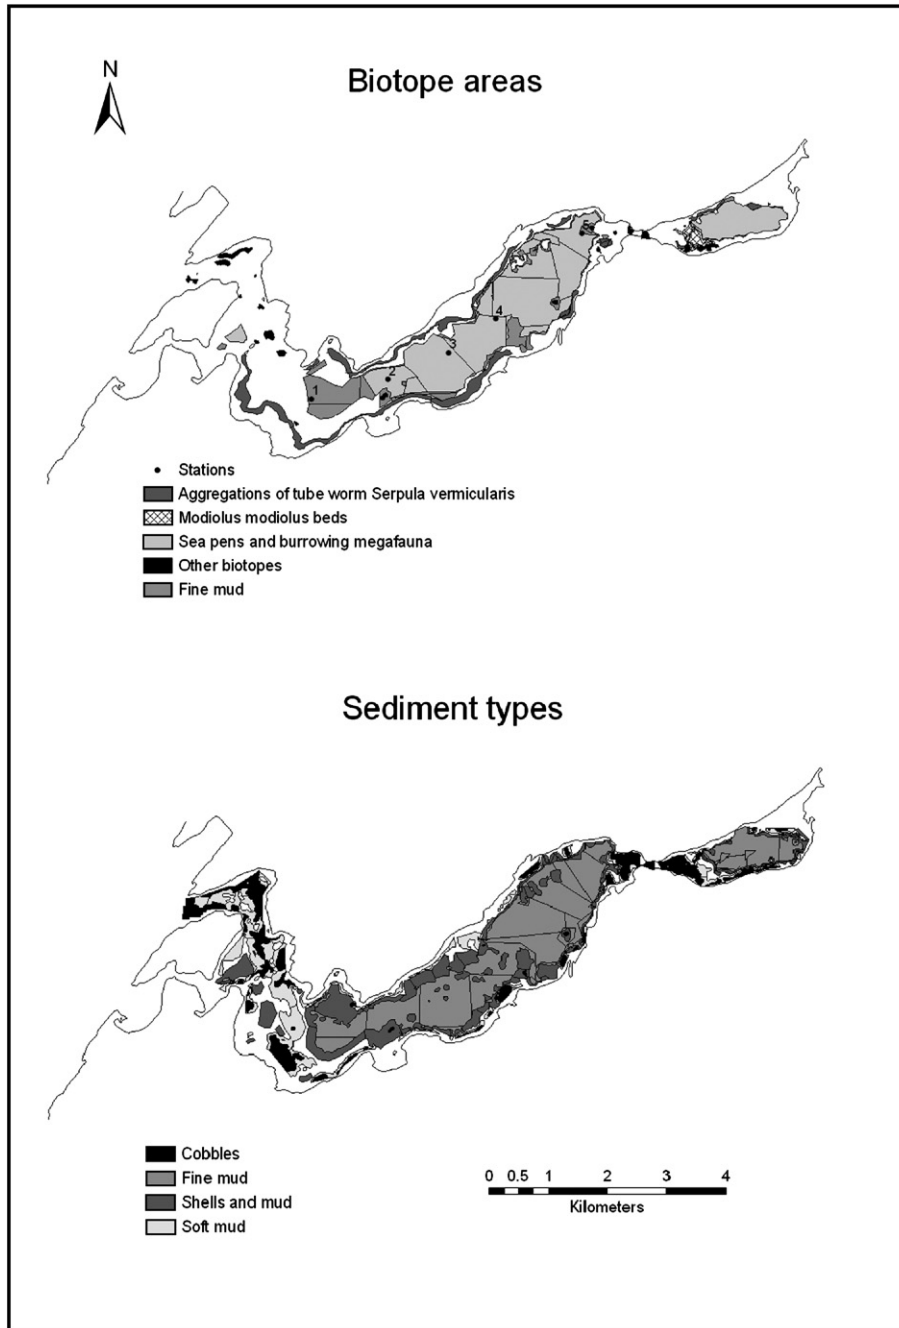 Biotope areas
N
5
4
3
2
1
Stations
Aggregations of tube worm Serpula vermicularis
Modiolus modiolus beds
Sea pens and burrowing megafauna
Other biotopes
Fine mud
Sediment types
Cobbles
Fine mud
Shells and mud
Soft mud
0 0.5 1 2 3 4
Kilometers